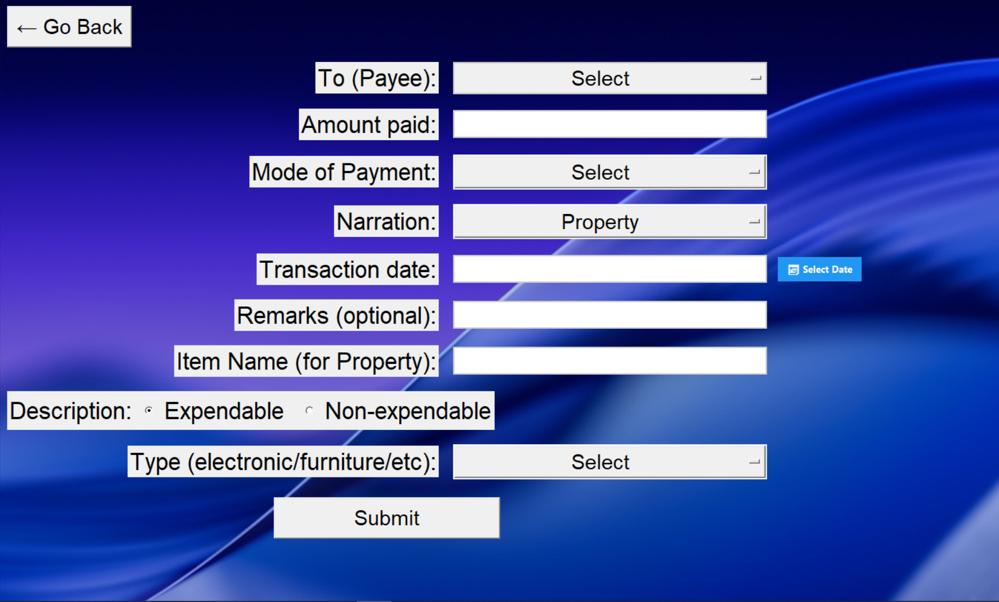 ← Go Back
To (Payee): Select
Amount paid:
Mode of Payment: Select
Narration: Property
Transaction date: Select Date
Remarks (optional):
Item Name (for Property):
Description: Expendable Non-expendable
Type (electronic/furniture/etc): Select
Submit